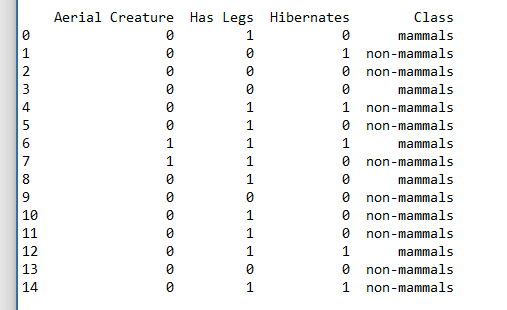 Aerial Creature Has Legs Hibernates Class
0 0 1 0 mammals
1 0 0 1 non-mammals
2 0 0 0 non-mammals
3 0 0 0 mammals
4 0 1 1 non-mammals
5 0 1 0 non-mammals
6 1 1 1 mammals
7 1 1 0 non-mammals
8 0 1 0 mammals
9 0 0 0 non-mammals
10 0 1 0 non-mammals
11 0 1 0 non-mammals
12 0 1 1 mammals
13 0 0 0 non-mammals
14 0 1 1 non-mammals